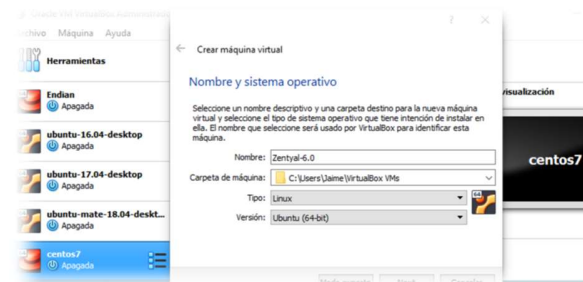 Archivo Máquina Ayuda
Herramientas
Endian
Apagada
ubuntu-16.04-desktop
Apagada
ubuntu-17.04-desktop
Apagada
ubuntu-mate-18.04-deskt...
Apagada
centos7
Apagada
? ×
← Crear máquina virtual
Nombre y sistema operativo
Seleccione un nombre descriptivo y una carpeta destino para la nueva máquina
virtual y seleccione el tipo de sistema operativo que tiene intención de instalar en
ella. El nombre que seleccione será usado por VirtualBox para identificar esta
máquina.
Nombre: Zentyal-6.0
Carpeta de máquina: C:\Users\Jaime\VirtualBox VMs
Tipo: Linux
64
Versión: Ubuntu (64-bit)
visualización
centos7